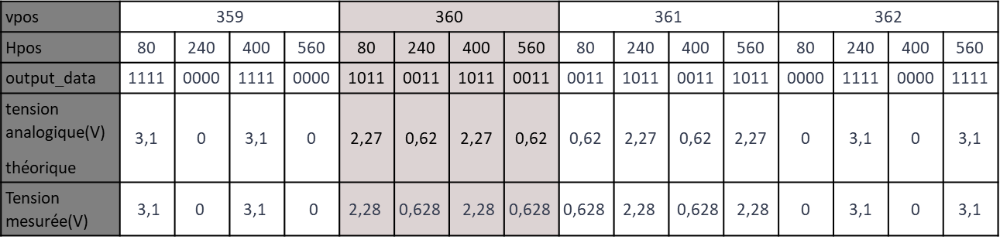 vpos 359 360 361 362
Hpos 80 240 400 560 80 240 400 560 80 240 400 560 80 240 400 560
output_data 1111 0000 1111 0000 1011 0011 1011 0011 0011 1011 0011 1011 0000 1111 0000 1111
tension
analogique(V)
théorique
3,1 0 3,1 0 2,27 0,62 2,27 0,62 0,62 2,27 0,62 2,27 0 3,1 0 3,1
Tension
mesurée(V)
3,1 0 3,1 0 2,28 0,628 2,28 0,628 0,628 2,28 0,628 2,28 0 3,1 0 3,1